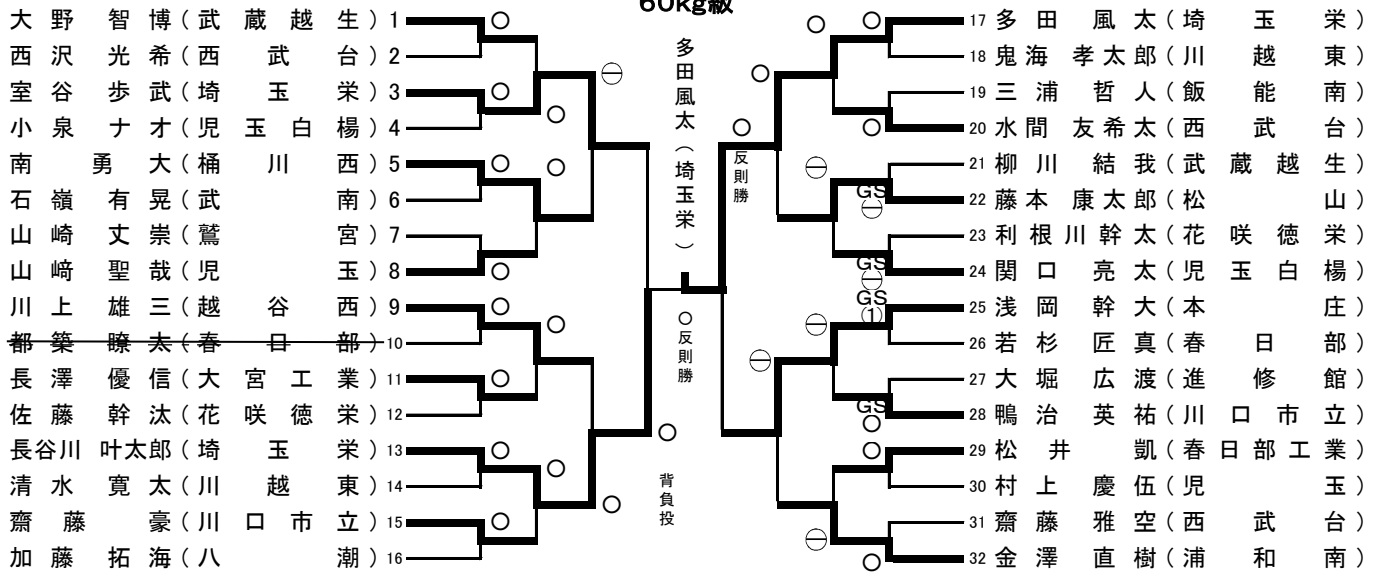 60kg級
大野 智博（武蔵越生）1
西沢 光希（西武台）2
室谷 歩武（埼玉栄）3
小泉 ナオ（児玉白楊）4
南 勇大（桶川西）5
石嶺 有晃（武南）6
山崎 丈崇（鷲宮）7
山﨑 聖哉（児玉）8
川上 雄三（越谷西）9
都築 瞭太（春日部）10
長澤 優信（大宮工業）11
佐藤 幹汰（花咲徳栄）12
長谷川 叶太郎（埼玉栄）13
清水 寛太（川越東）14
齋藤 豪（川口市立）15
加藤 拓海（八潮）16
多田風太（埼玉栄）
反則勝
反則勝
背負投
GS
GS
GS
1
GS
17 多田 風太（埼玉栄）
18 鬼海 孝太郎（川越東）
19 三浦 哲人（飯能南）
20 水間 友希太（西武台）
21 柳川 結我（武蔵越生）
22 藤本 康太郎（松山）
23 利根川 幹太（花咲徳栄）
24 関口 亮太（児玉白楊）
25 浅岡 幹大（本庄）
26 若杉 匠真（春日部）
27 大堀 広渡（進修館）
28 鴨治 英祐（川口市立）
29 松井 凱（春日部工業）
30 村上 慶伍（児玉）
31 齋藤 雅空（西武台）
32 金澤 直樹（浦和南）